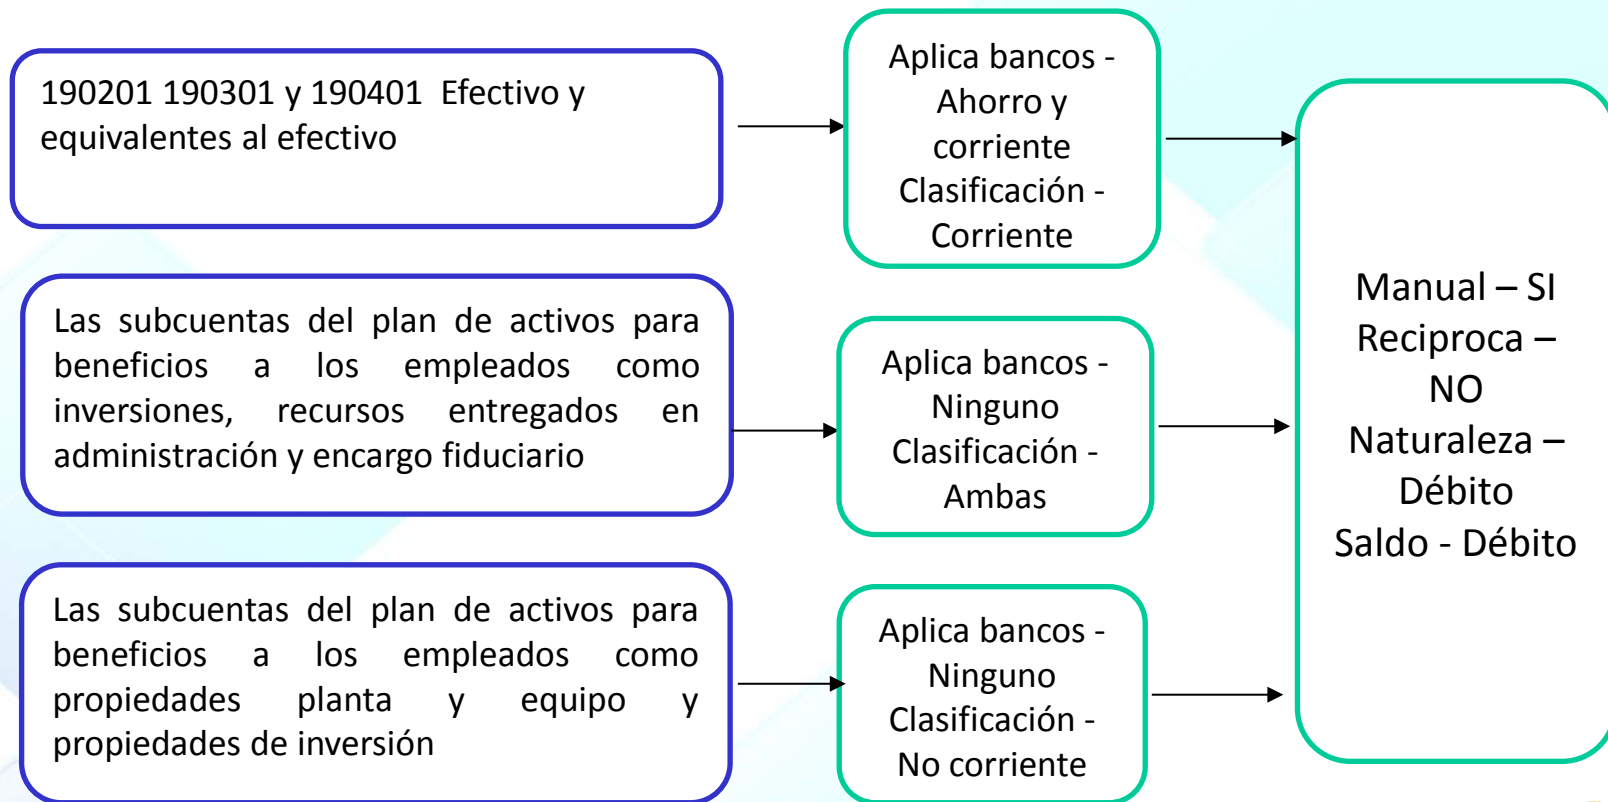 190201 190301 y 190401 Efectivo y
equivalentes al efectivo
Aplica bancos -
Ahorro y
corriente
Clasificación -
Corriente
Las subcuentas del plan de activos para
beneficios a los empleados como
inversiones, recursos entregados en
administración y encargo fiduciario
Aplica bancos -
Ninguno
Clasificación -
Ambas
Las subcuentas del plan de activos para
beneficios a los empleados como
propiedades planta y equipo y
propiedades de inversión
Aplica bancos -
Ninguno
Clasificación -
No corriente
Manual – SI
Reciproca –
NO
Naturaleza –
Débito
Saldo - Débito